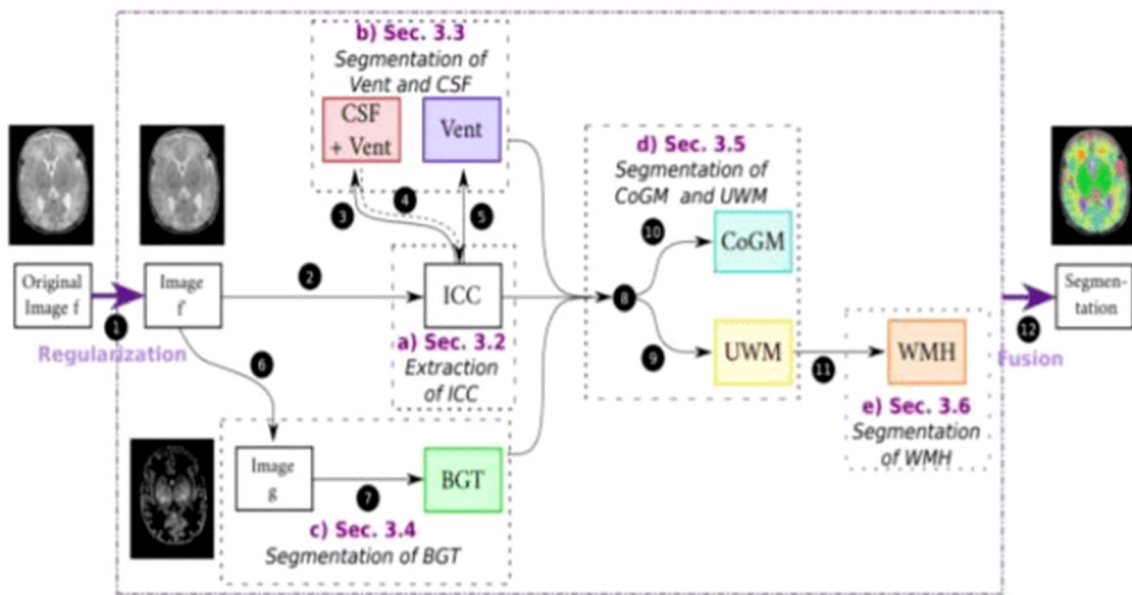 b) Sec. 3.3
Segmentation of
Vent and CSF
CSF
+ Vent
Vent
3
4
5
Original
Image f
1
Regularization
Image
f'
2
ICC
a) Sec. 3.2
Extraction
of ICC
6
Image
g
7
BGT
c) Sec. 3.4
Segmentation of BGT
d) Sec. 3.5
Segmentation of
CoGM and UWM
8
10
CoGM
9
UWM
11
WMH
e) Sec. 3.6
Segmentation
of WMH
12
Fusion
Segmen-
tation